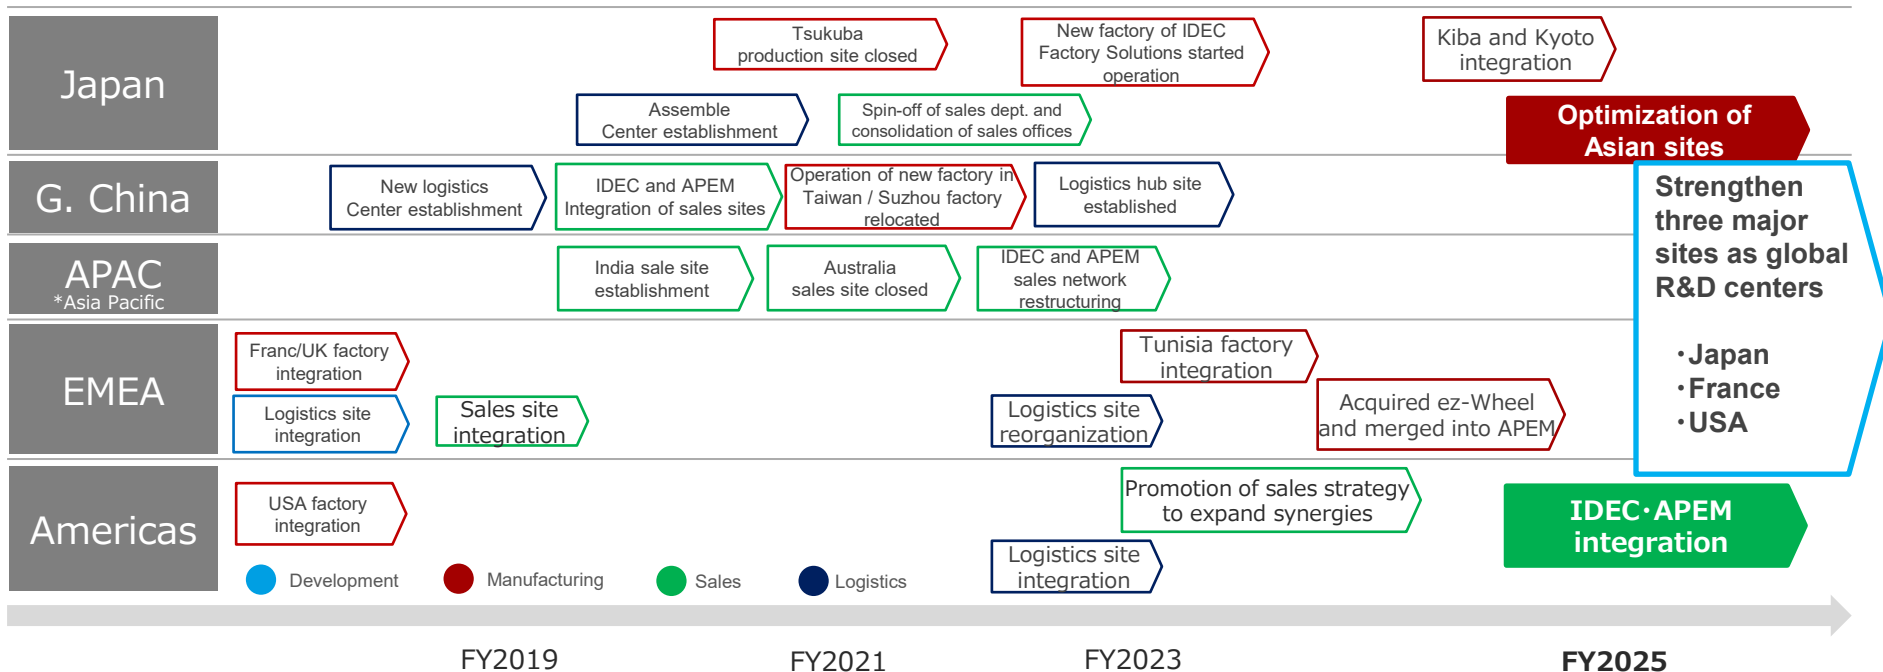 Japan
Tsukuba
production site closed
New factory of IDEC
Factory Solutions started
operation
Kiba and Kyoto
integration
Assemble
Center establishment
Spin-off of sales dept. and
consolidation of sales offices
Optimization of
Asian sites
G. China
New logistics
Center establishment
IDEC and APEM
Integration of sales sites
Operation of new factory in
Taiwan / Suzhou factory
relocated
Logistics hub site
established
Strengthen
three major
sites as global
R&D centers
・Japan
・France
・USA
APAC
*Asia Pacific
India sale site
establishment
Australia
sales site closed
IDEC and APEM
sales network
restructuring
EMEA
Franc/UK factory
integration
Tunisia factory
integration
Logistics site
integration
Sales site
integration
Logistics site
reorganization
Acquired ez-Wheel
and merged into APEM
Americas
USA factory
integration
Promotion of sales strategy
to expand synergies
IDEC・APEM
integration
Logistics site
integration
Development
Manufacturing
Sales
Logistics
FY2019
FY2021
FY2023
FY2025